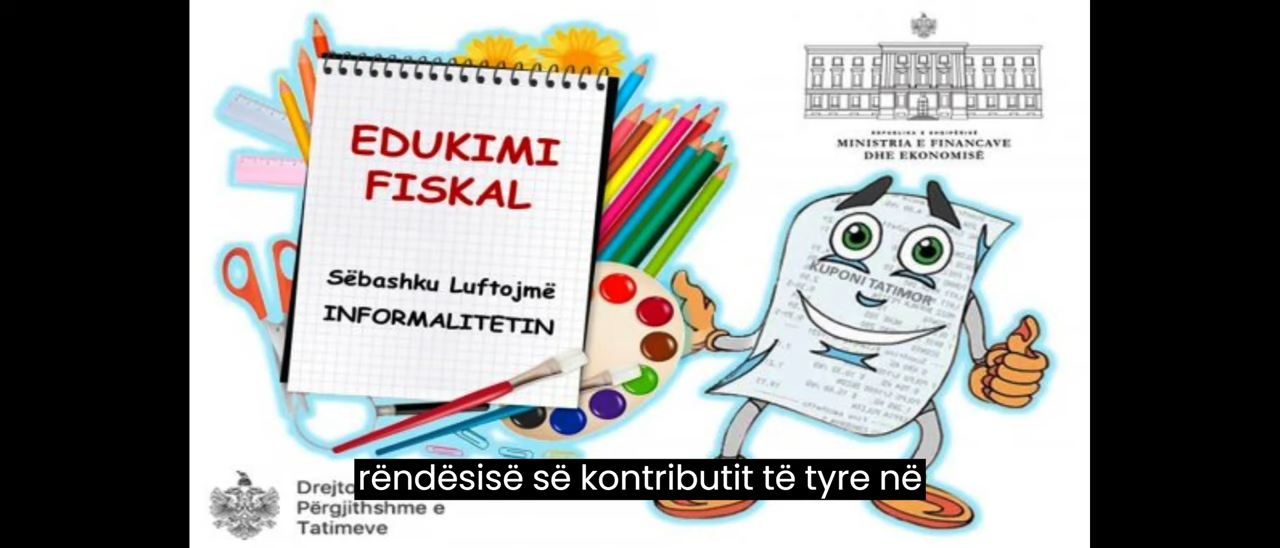 EDUKIMI
FISKAL
Sëbashku Luftojmë
INFORMALITETIN
REPUBLIKA E SHQIPËRISË
MINISTRIA E FINANCAVE
DHE EKONOMISË
KUPONI TATIMOR
rëndësisë së kontributit të tyre në
Përgjithshme e
Tatimeve